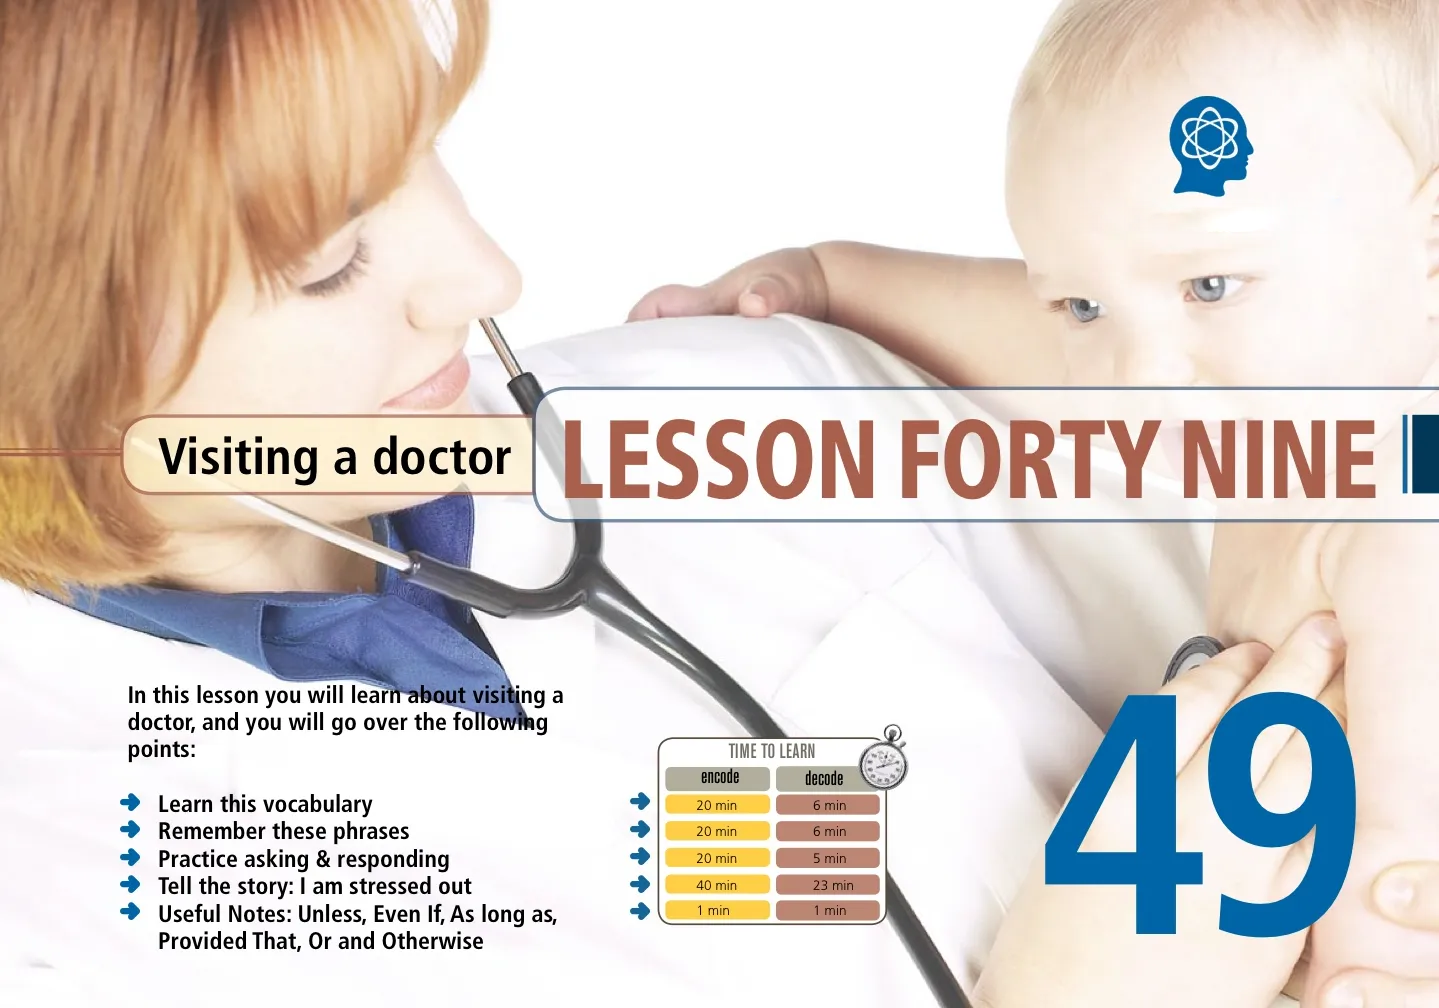 Visiting a doctor
LESSON FORTY NINE
In this lesson you will learn about visiting a
doctor, and you will go over the following
points:
Learn this vocabulary
Remember these phrases
Practice asking & responding
Tell the story: I am stressed out
Useful Notes: Unless, Even If, As long as,
Provided That, Or and Otherwise
TIME TO LEARN
encode decode
20 min 6 min
20 min 6 min
20 min 5 min
40 min 23 min
1 min 1 min
49